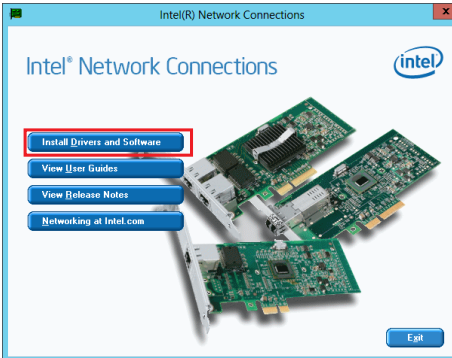 Intel(R) Network Connections
x
Intel® Network Connections
intel
Install Drivers and Software
View User Guides
View Release Notes
Networking at Intel.com
Exit